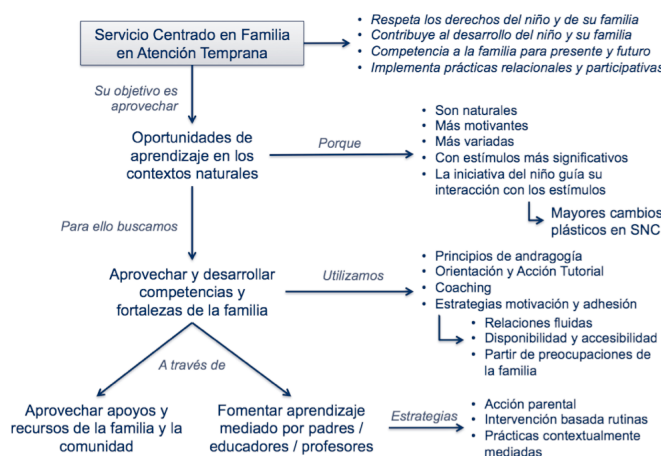 Servicio Centrado en Familia
en Atención Temprana
• Respeta los derechos del niño y de su familia
• Contribuye al desarrollo del niño y su familia
• Competencia a la familia para presente y futuro
• Implementa prácticas relacionales y participativas
Su objetivo es
aprovechar
Oportunidades de
aprendizaje en los
contextos naturales
Porque
• Son naturales
• Más motivantes
• Más variadas
• Con estímulos más significativos
• La iniciativa del niño guía su
interacción con los estímulos
Mayores cambios
plásticos en SNC
Para ello buscamos
Aprovechar y desarrollar
competencias y
fortalezas de la familia
Utilizamos
• Principios de andragogía
• Orientación y Acción Tutorial
• Coaching
• Estrategias motivación y adhesión
• Relaciones fluidas
• Disponibilidad y accesibilidad
• Partir de preocupaciones de
la familia
A través de
Aprovechar apoyos y
recursos de la familia y la
comunidad
Fomentar aprendizaje
mediado por padres /
educadores / profesores
Estrategias
• Acción parental
• Intervención basada rutinas
• Prácticas contextualmente
mediadas